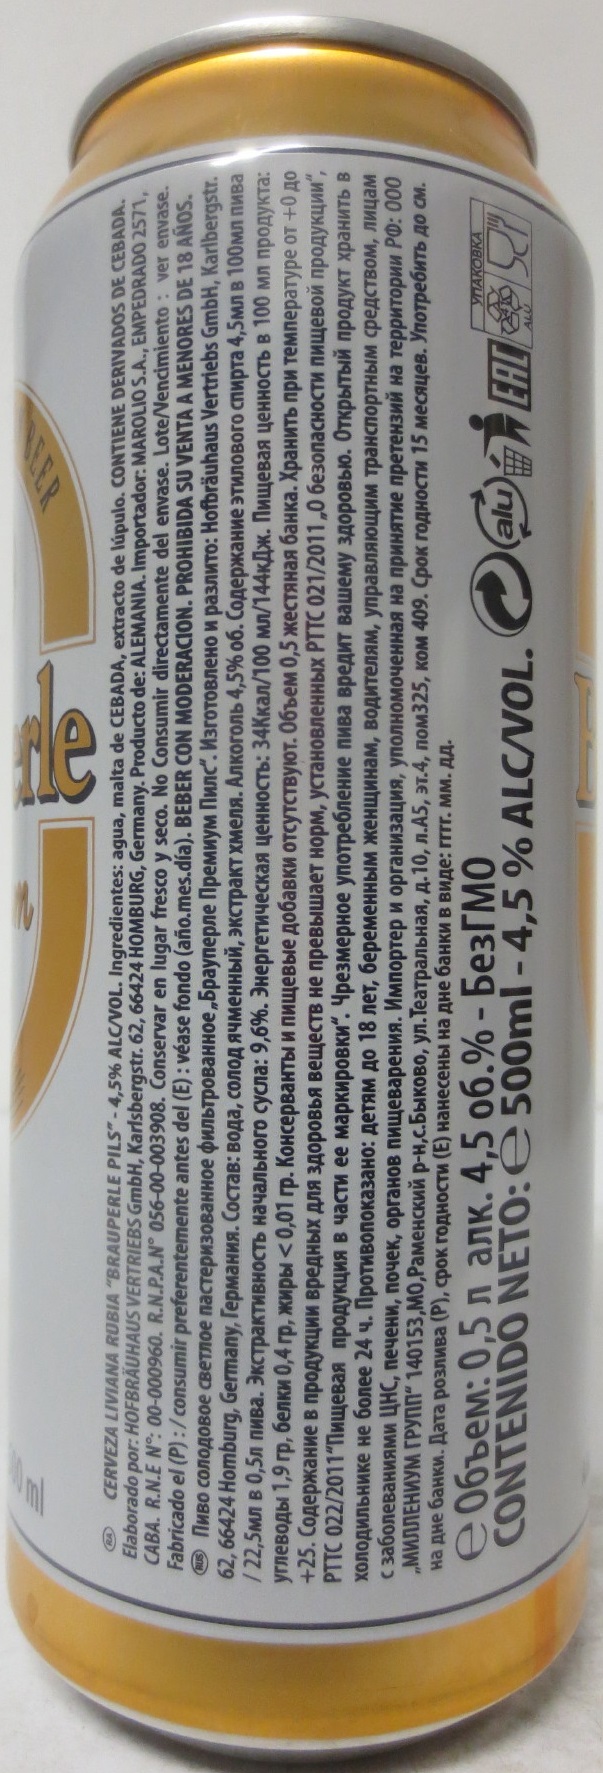 BEER
erle
500 ml
RA CERVEZA LIVIANA RUBIA "BRAUPERLE PILS" - 4,5% ALC/VOL. Ingredientes: agua, malta de CEBADA, extracto de lúpulo. CONTIENE DERIVADOS DE CEBADA.
Elaborado por: HOFBRÄUHAUS VERTRIEBS GmbH, Karlsbergstr. 62, 66424 HOMBURG, Germany. Producto de: ALEMANIA. Importador: MAROLIO S.A., EMPEDRADO 2571,
CABA. R.N.E N°: 00-000960. R.N.P.A.N° 056-00-003908. Conservar en lugar fresco y seco. No Consumir directamente del envase. Lote/Vencimiento : ver envase.
Fabricado el (P) : / consumir preferentemente antes del (E) : véase fondo (año.mes.día). BEBER CON MODERACION. PROHIBIDA SU VENTA A MENORES DE 18 AÑOS.
RUS Пиво солодовое светлое пастеризованное фильтрованное „Брауперле Премиум Пилс“. Изготовлено и разлито: Hofbräuhaus Vertriebs GmbH, Karlbergstr.
62, 66424 Homburg, Germany, Германия. Состав: вода, солод ячменный, экстракт хмеля. Алкоголь 4,5% об. Содержание этилового спирта 4,5мл в 100мл пива
/ 22,5мл в 0,5л пива. Экстрактивность начального сусла: 9,6%. Энергетическая ценность: 34Ккал/100 мл/144кДж. Пищевая ценность в 100 мл продукта:
углеводы 1,9 гр, белки 0,4 гр, жиры < 0,01 гр. Консерванты и пищевые добавки отсутствуют. Объем 0,5 жестяная банка. Хранить при температуре от +0 до
+25. Содержание в продукции вредных для здоровья веществ не превышает норм, установленных РТТС 021/2011 „О безопасности пищевой продукции“,
РТТС 022/2011“Пищевая продукция в части ее маркировки“. Чрезмерное употребление пива вредит вашему здоровью. Открытый продукт хранить в
холодильнике не более 24 ч. Противопоказано: детям до 18 лет, беременным женщинам, водителям, управляющим транспортным средством, лицам
с заболеваниями ЦНС, печени, почек, органов пищеварения. Импортер и организация, уполномоченная на принятие претензий на территории РФ: ООО
„МИЛЛЕНИУМ ГРУПП“ 140153,МО,Раменский р-н,с.Быково, ул.Театральная, д.10, л.А5, эт.4, пом325, ком 409. Срок годности 15 месяцев. Употребить до см.
на дне банки. Дата розлива (P), срок годности (E) нанесены на дне банки в виде: гггг. мм. дд.
e Объем: 0,5 л алк. 4,5 об.% - БезГМО
CONTENIDO NETO: e 500ml - 4,5 % ALC/VOL.
alu
EAC
УПАКОВКА
41
ALU